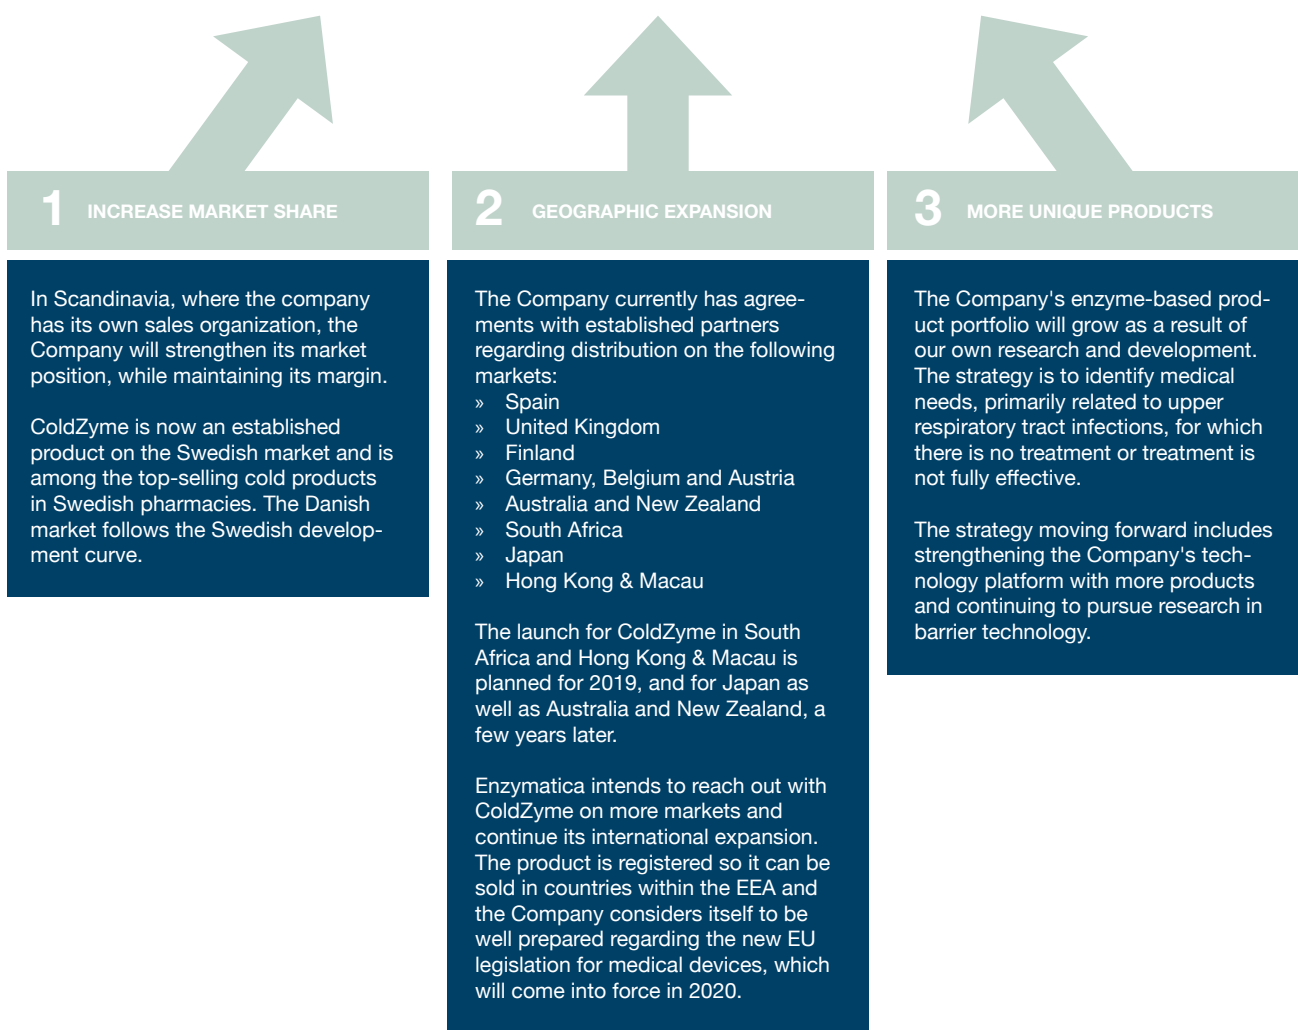 1 INCREASE MARKET SHARE
In Scandinavia, where the company
has its own sales organization, the
Company will strengthen its market
position, while maintaining its margin.
ColdZyme is now an established
product on the Swedish market and is
among the top-selling cold products
in Swedish pharmacies. The Danish
market follows the Swedish develop-
ment curve.
2 GEOGRAPHIC EXPANSION
The Company currently has agree-
ments with established partners
regarding distribution on the following
markets:
» Spain
» United Kingdom
» Finland
» Germany, Belgium and Austria
» Australia and New Zealand
» South Africa
» Japan
» Hong Kong & Macau
The launch for ColdZyme in South
Africa and Hong Kong & Macau is
planned for 2019, and for Japan as
well as Australia and New Zealand, a
few years later.
Enzymatica intends to reach out with
ColdZyme on more markets and
continue its international expansion.
The product is registered so it can be
sold in countries within the EEA and
the Company considers itself to be
well prepared regarding the new EU
legislation for medical devices, which
will come into force in 2020.
3 MORE UNIQUE PRODUCTS
The Company's enzyme-based prod-
uct portfolio will grow as a result of
our own research and development.
The strategy is to identify medical
needs, primarily related to upper
respiratory tract infections, for which
there is no treatment or treatment is
not fully effective.
The strategy moving forward includes
strengthening the Company's tech-
nology platform with more products
and continuing to pursue research in
barrier technology.